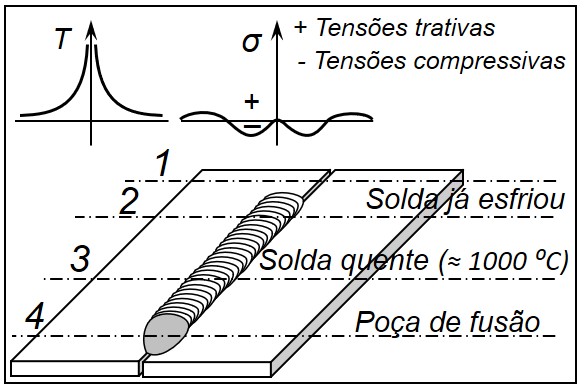 T
σ
+ Tensões trativas
- Tensões compressivas
+
−
1
2
Solda já esfriou
3
Solda quente (≈ 1000 ºC)
4
Poça de fusão